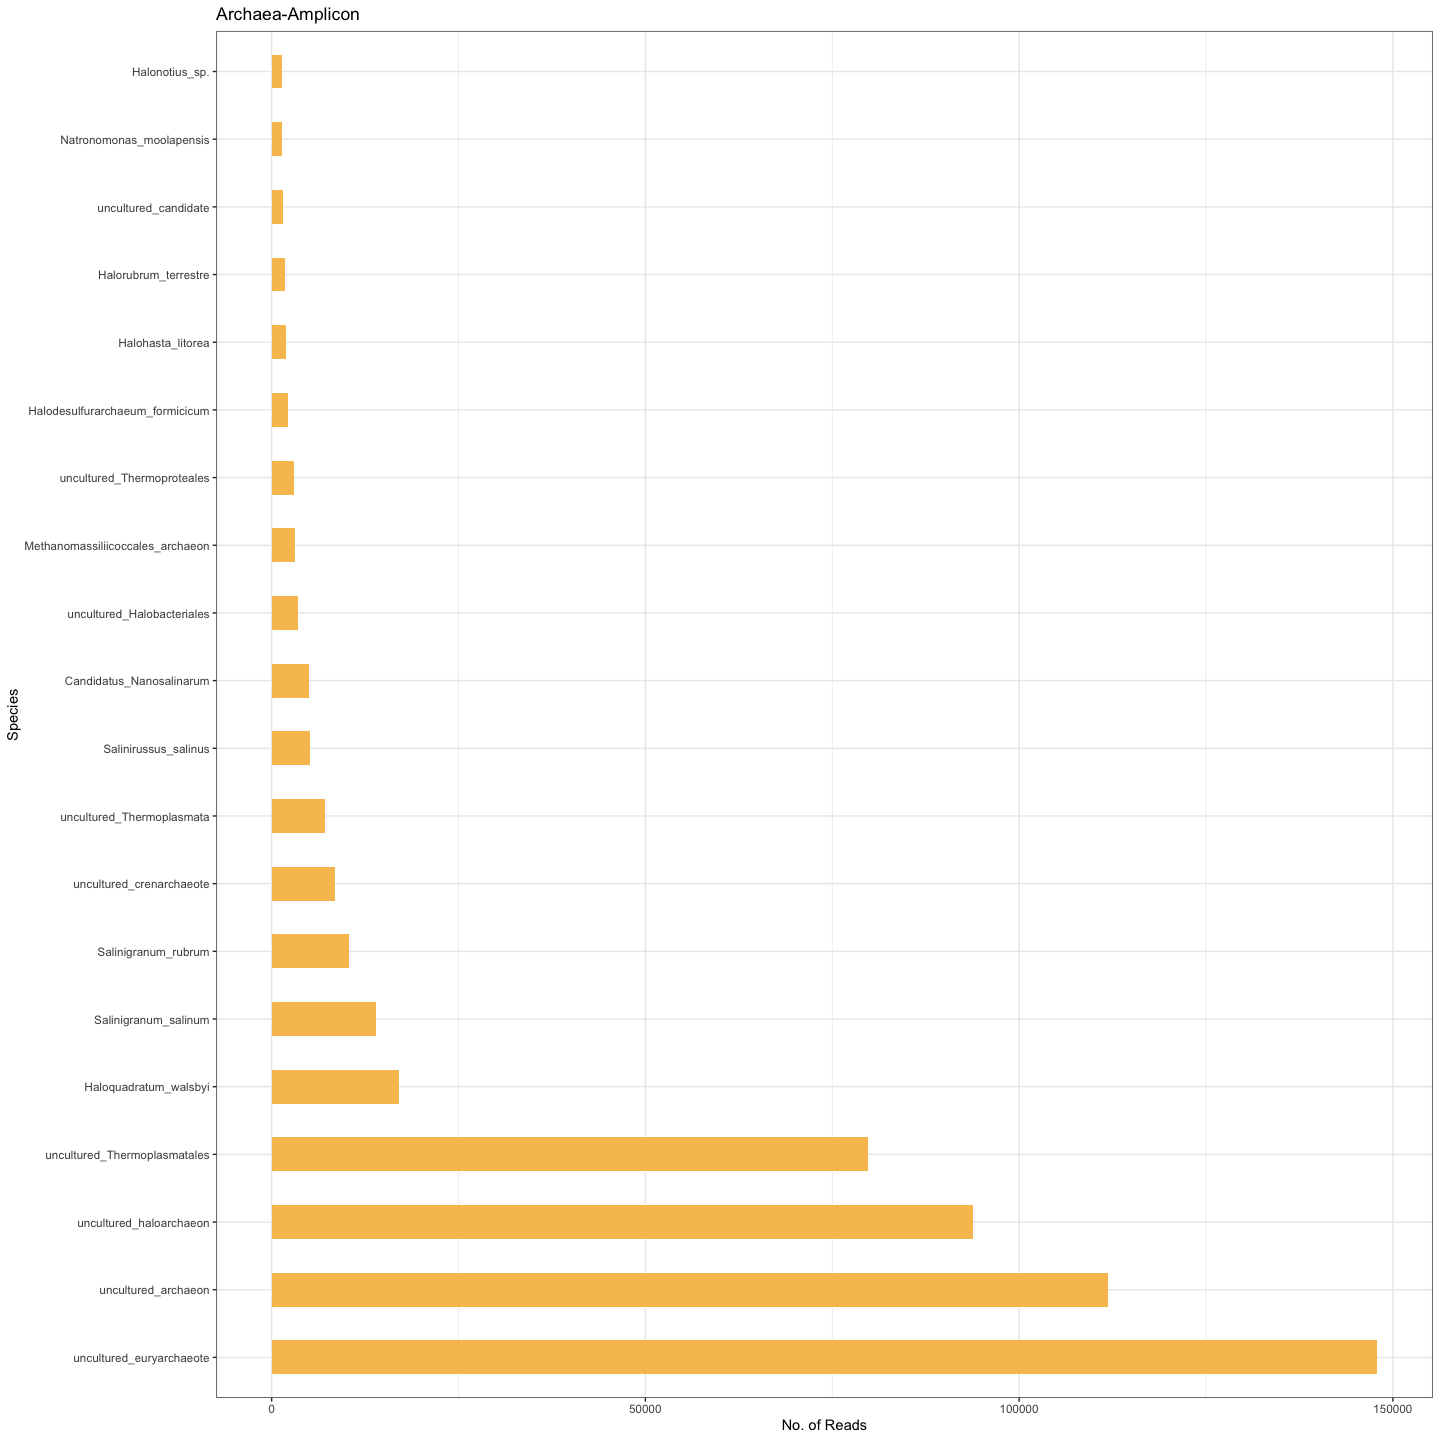 Archaea-Amplicon
Halonotius_sp.
Natronomonas_moolapensis
uncultured_candidate
Halorubrum_terrestre
Halohasta_litorea
Halodesulfurarchaeum_formicicum
uncultured_Thermoproteales
Methanomassiliicoccales_archaeon
uncultured_Halobacteriales
Candidatus_Nanosalinarum
Salinirussus_salinus
uncultured_Thermoplasmata
uncultured_crenarchaeote
Salinigranum_rubrum
Salinigranum_salinum
Haloquadratum_walsbyi
uncultured_Thermoplasmatales
uncultured_haloarchaeon
uncultured_archaeon
uncultured_euryarchaeote
Species
0 50000 100000 150000
No. of Reads